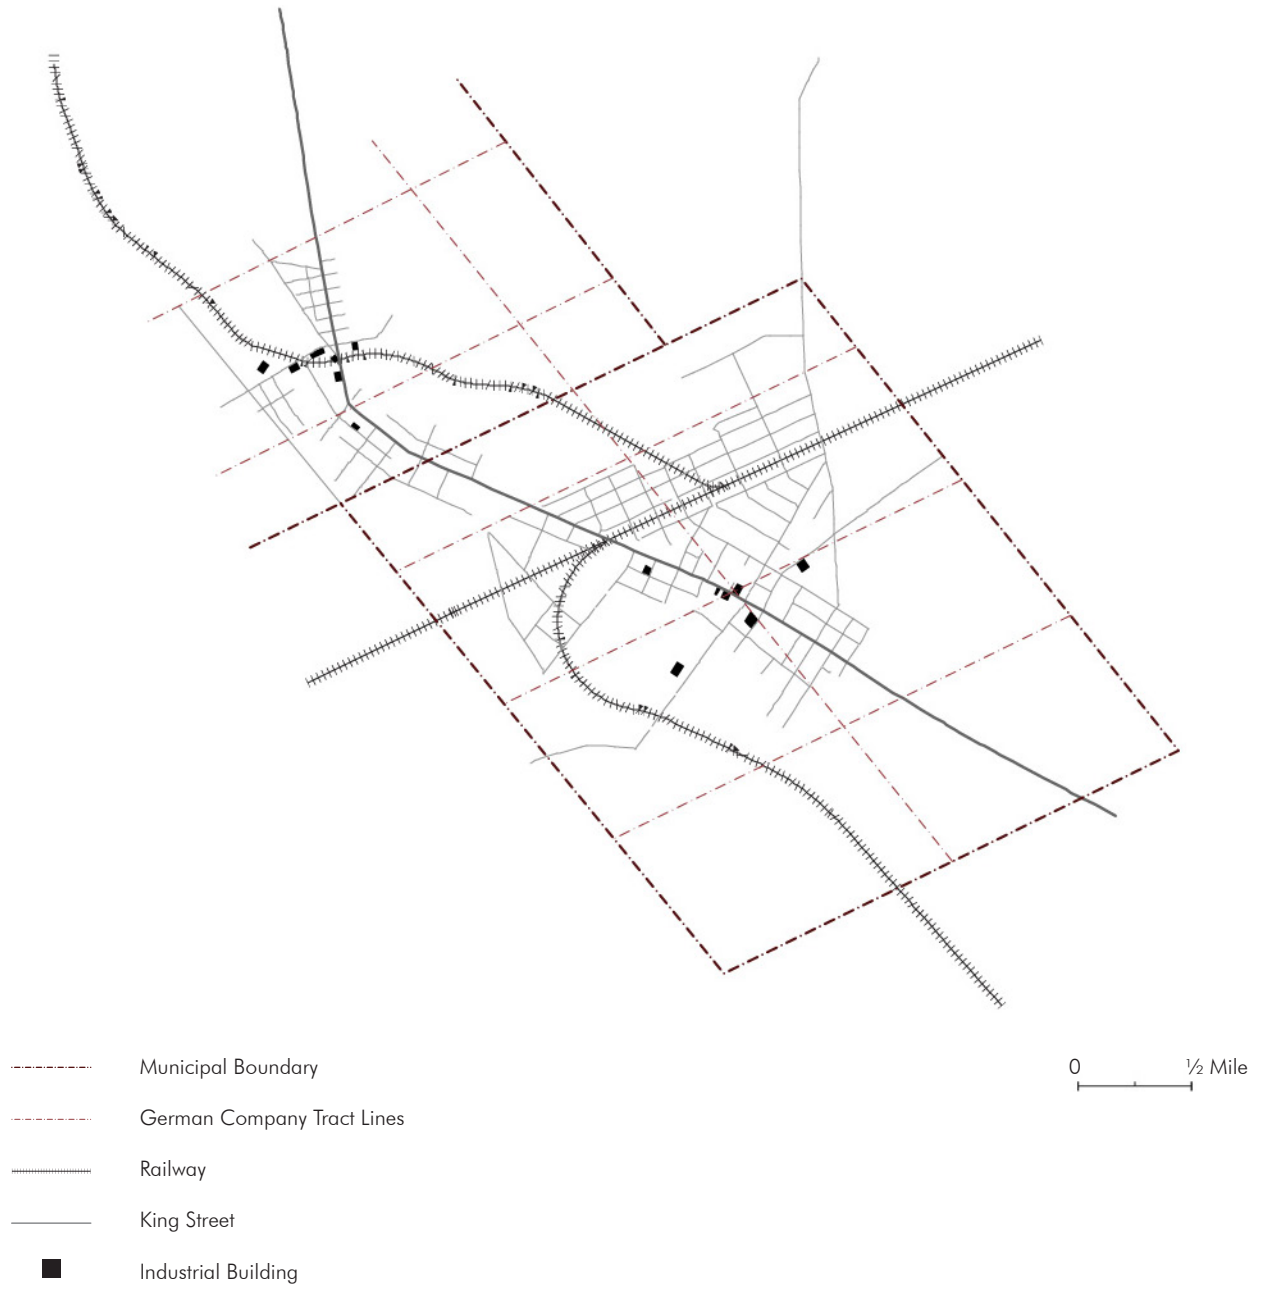 Municipal Boundary
0 ½ Mile
German Company Tract Lines
Railway
King Street
Industrial Building